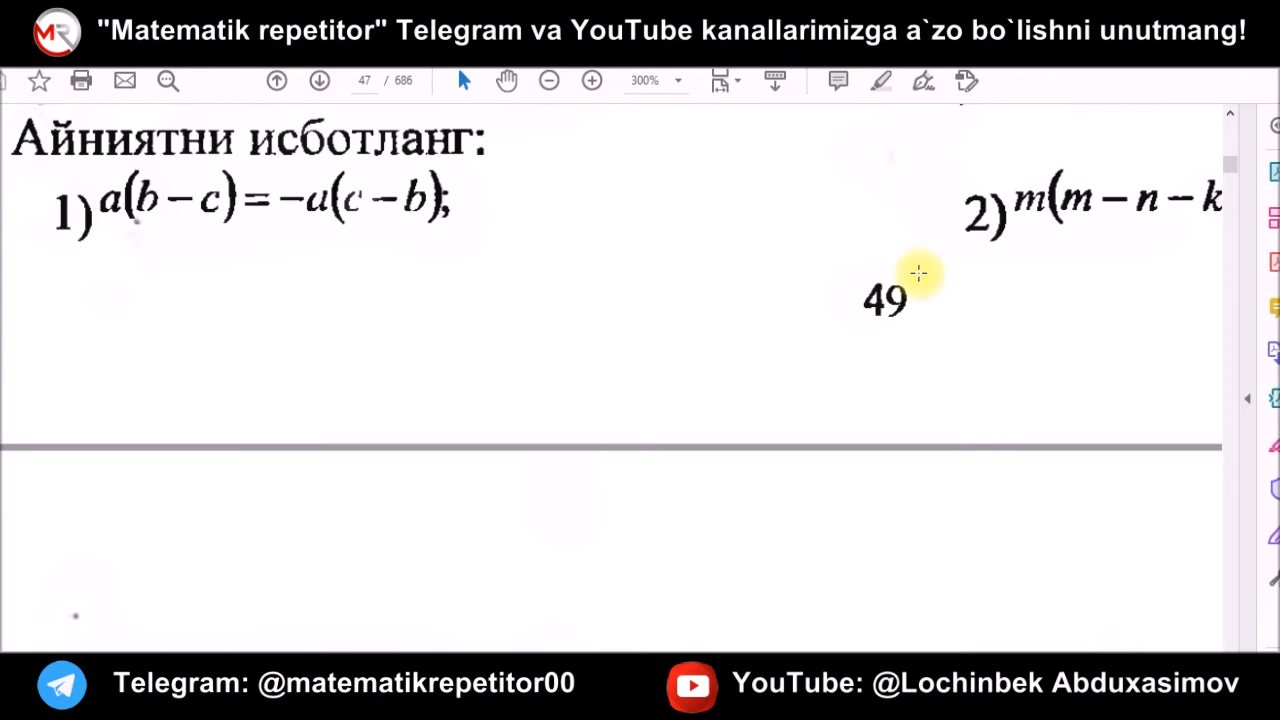 "Matematik repetitor" Telegram va YouTube kanallarimizga a`zo bo`lishni unutmang!
47 / 686
300%
Айниятни исботланг:
1) a(b − c) = −a(c − b);
2) m(m − n − k
49
Telegram: @matematikrepetitor00
YouTube: @Lochinbek Abduxasimov